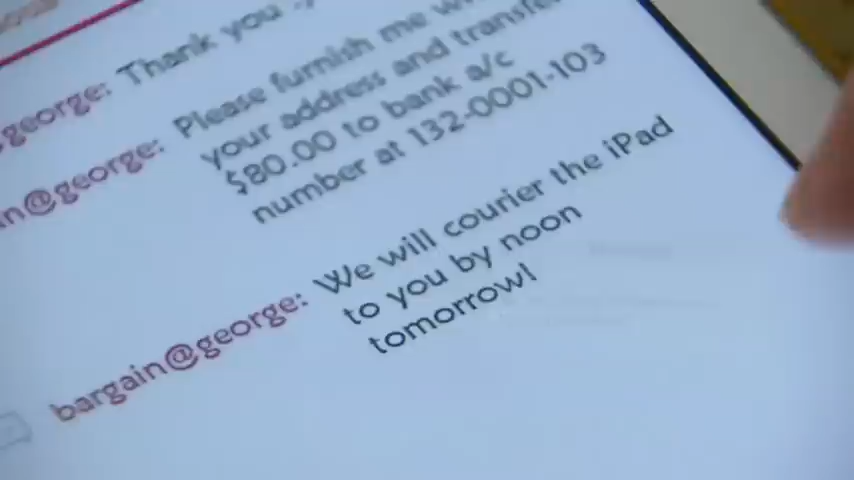 george: Thank you
@george: Please furnish me
your address and transfer
$80.00 to bank a/c
number at 132-0001-103
bargain@george: We will courier the iPad
to you by noon
tomorrow!